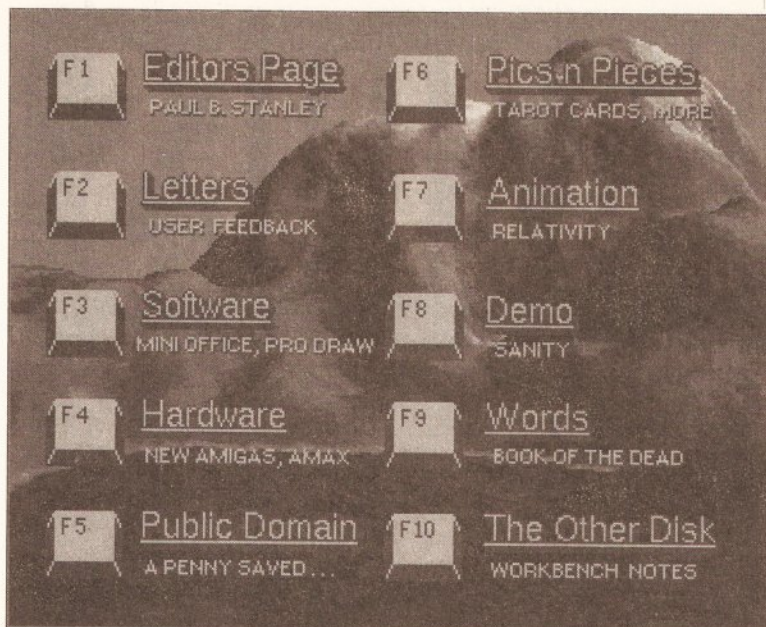 F1 Editors Page
PAUL B. STANLEY
F2 Letters
USER FEEDBACK
F3 Software
MINI OFFICE, PRO DRAW
F4 Hardware
NEW AMIGAS, AMAX
F5 Public Domain
A PENNY SAVED...
F6 Pics n Pieces
TAROT CARDS, MORE
F7 Animation
RELATIVITY
F8 Demo
SANITY
F9 Words
BOOK OF THE DEAD
F10 The Other Disk
WORKBENCH NOTES